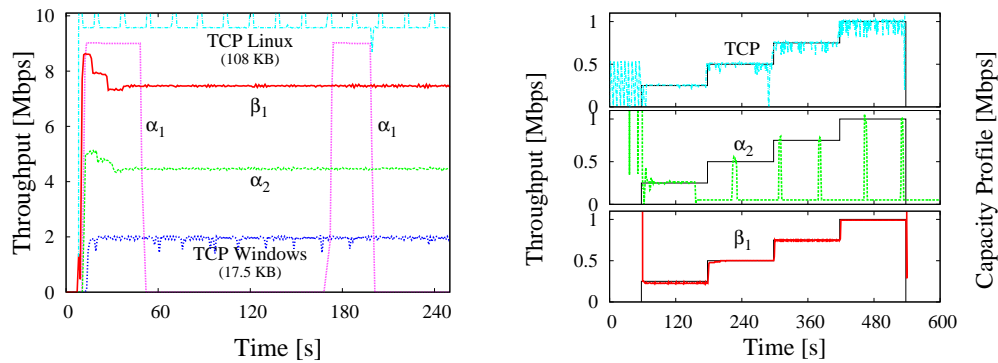 Throughput [Mbps]
10
8
6
4
2
0
TCP Linux
(108 KB)
β1
α1
α1
α2
TCP Windows
(17.5 KB)
0 60 120 180 240
Time [s]
Throughput [Mbps]
1
0.5
0
TCP
1
0.5
0
α2
1
0.5
0
β1
0 120 240 360 480 600
Time [s]
Capacity Profile [Mbps]